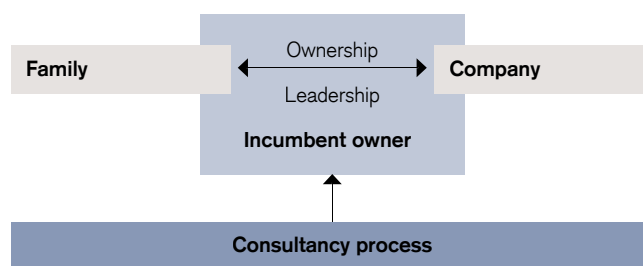 Ownership
Family
Company
Leadership
Incumbent owner
Consultancy process